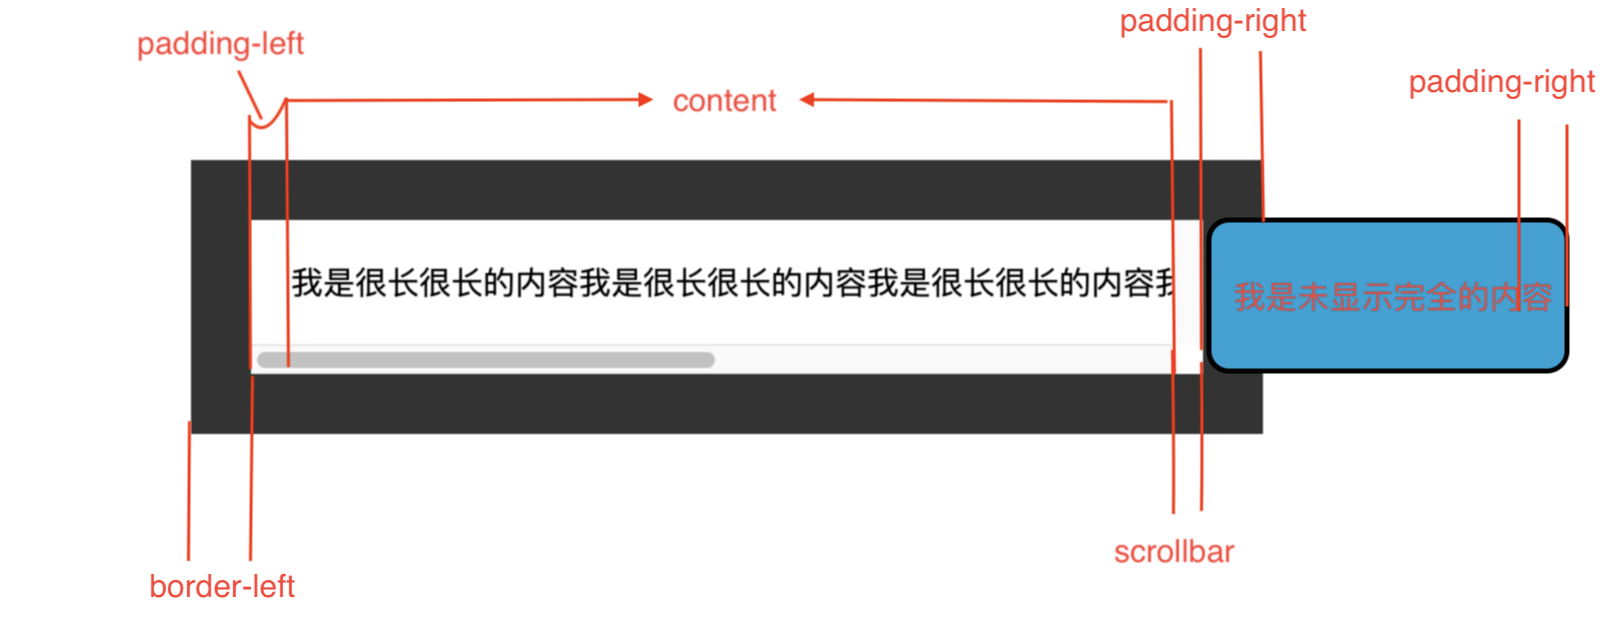 padding-right
padding-left
padding-right
content
我是很长很长的内容我是很长很长的内容我是很长很长的内容
我是未显示完全的内容
scrollbar
border-left